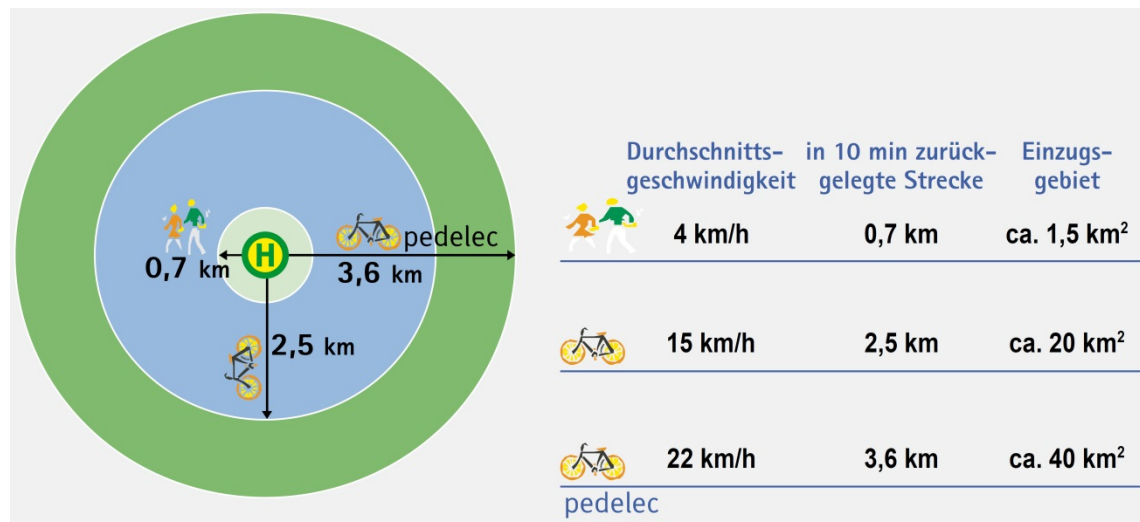 H
pedelec
0,7 km
3,6 km
2,5 km
Durchschnitts- in 10 min zurück- Einzugs-
geschwindigkeit gelegte Strecke gebiet
4 km/h 0,7 km ca. 1,5 km²
15 km/h 2,5 km ca. 20 km²
22 km/h 3,6 km ca. 40 km²
pedelec